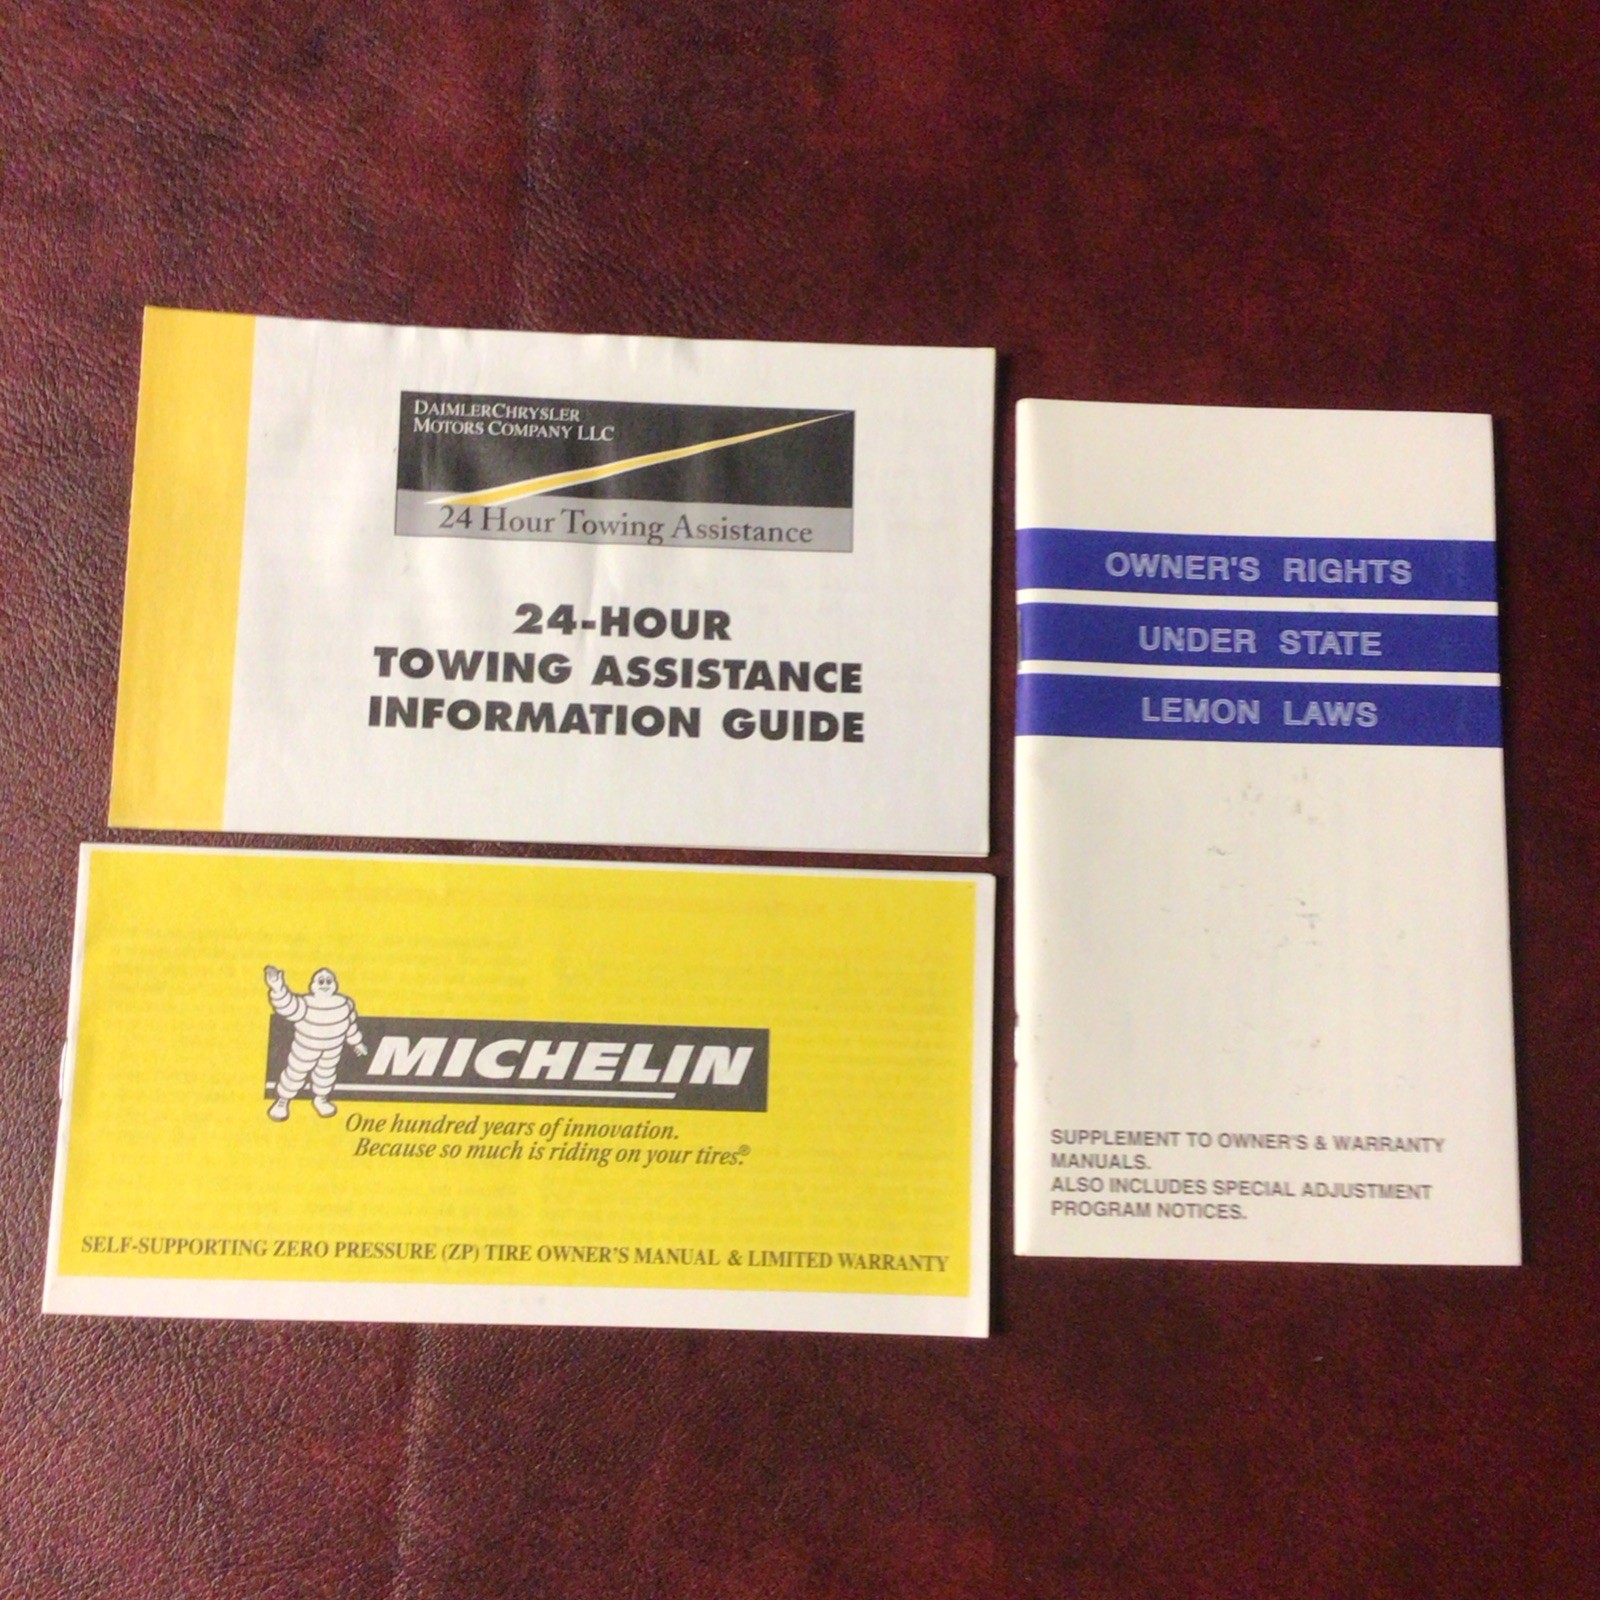 DAIMLERCHRYSLER
MOTORS COMPANY LLC
24 Hour Towing Assistance
24-HOUR
TOWING ASSISTANCE
INFORMATION GUIDE
OWNER'S RIGHTS
UNDER STATE
LEMON LAWS
SUPPLEMENT TO OWNER'S & WARRANTY
MANUALS.
ALSO INCLUDES SPECIAL ADJUSTMENT
PROGRAM NOTICES.
MICHELIN
One hundred years of innovation.
Because so much is riding on your tires.®
SELF-SUPPORTING ZERO PRESSURE (ZP) TIRE OWNER'S MANUAL & LIMITED WARRANTY